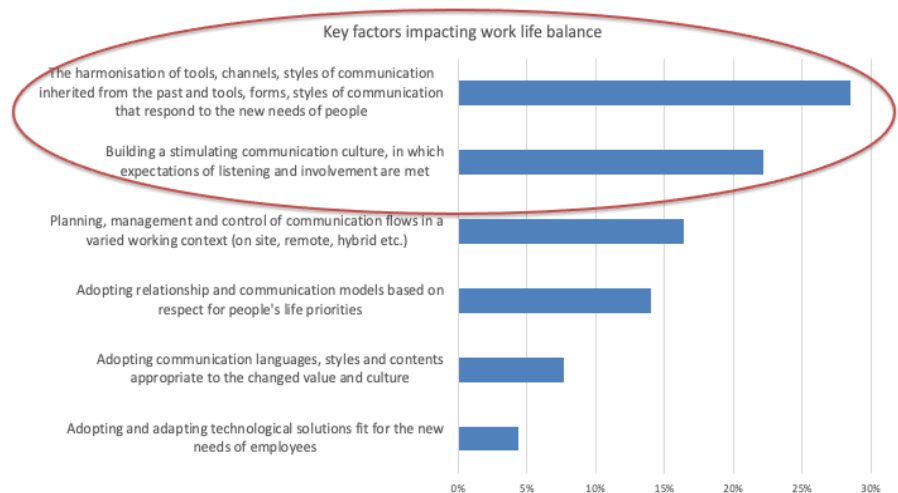 Key factors impacting work life balance
The harmonisation of tools, channels, styles of communication
inherited from the past and tools, forms, styles of communication
that respond to the new needs of people
Building a stimulating communication culture, in which
expectations of listening and involvement are met
Planning, management and control of communication flows in a
varied working context (on site, remote, hybrid etc.)
Adopting relationship and communication models based on
respect for people's life priorities
Adopting communication languages, styles and contents
appropriate to the changed value and culture
Adopting and adapting technological solutions fit for the new
needs of employees
0% 5% 10% 15% 20% 25% 30%